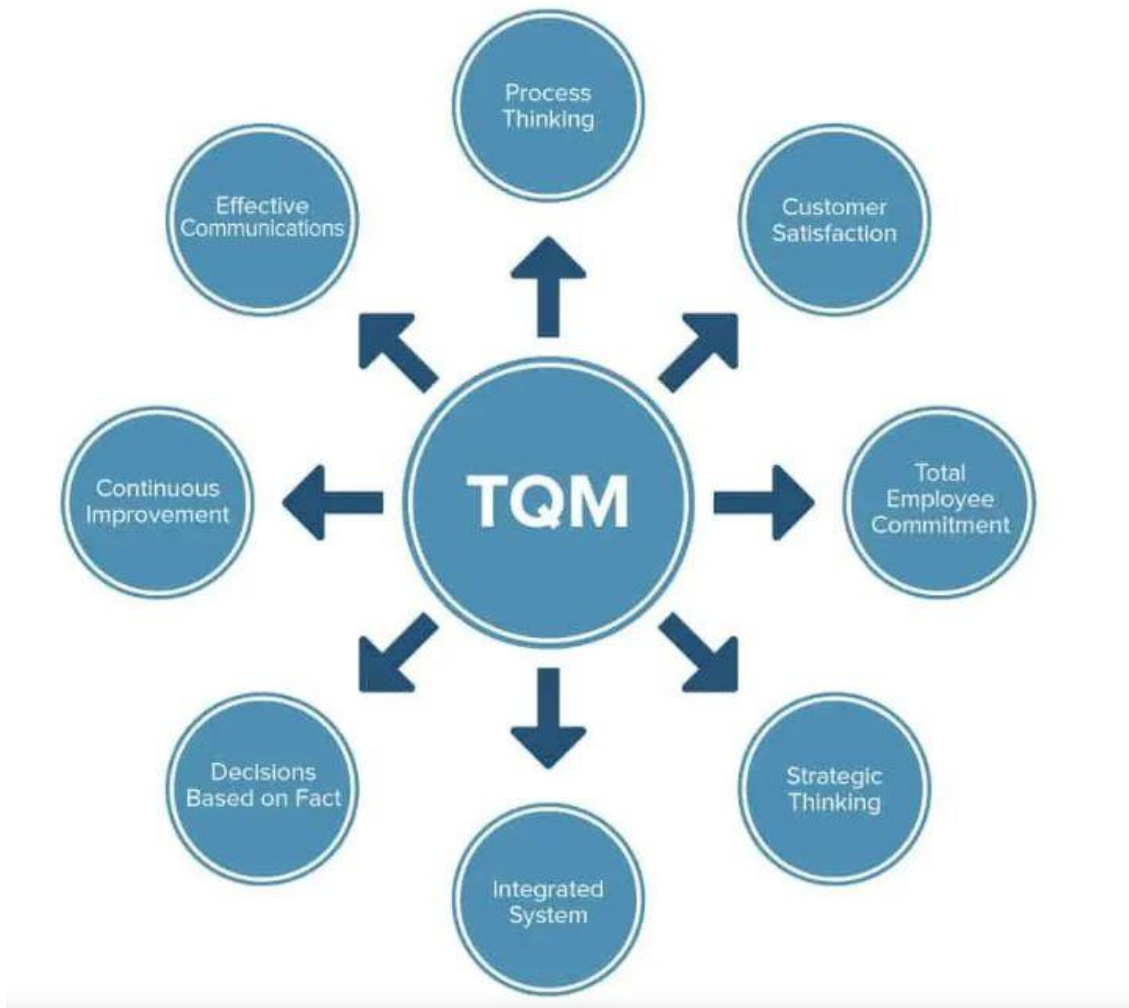 Process
Thinking
Customer
Satisfaction
Total
Employee
Commitment
Strategic
Thinking
Integrated
System
Decisions
Based on Fact
Continuous
Improvement
Effective
Communications
TQM